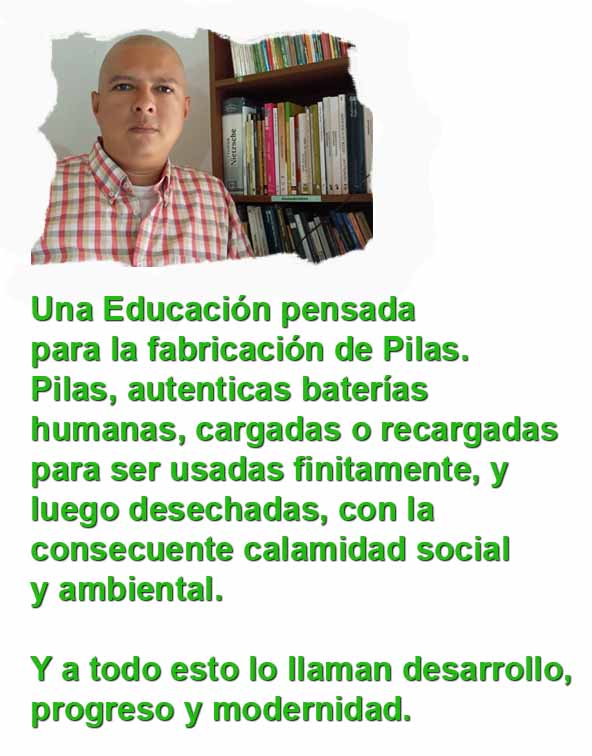 Nietzsche
Una Educación pensada
para la fabricación de Pilas.
Pilas, autenticas baterías
humanas, cargadas o recargadas
para ser usadas finitamente, y
luego desechadas, con la
consecuente calamidad social
y ambiental.
Y a todo esto lo llaman desarrollo,
progreso y modernidad.